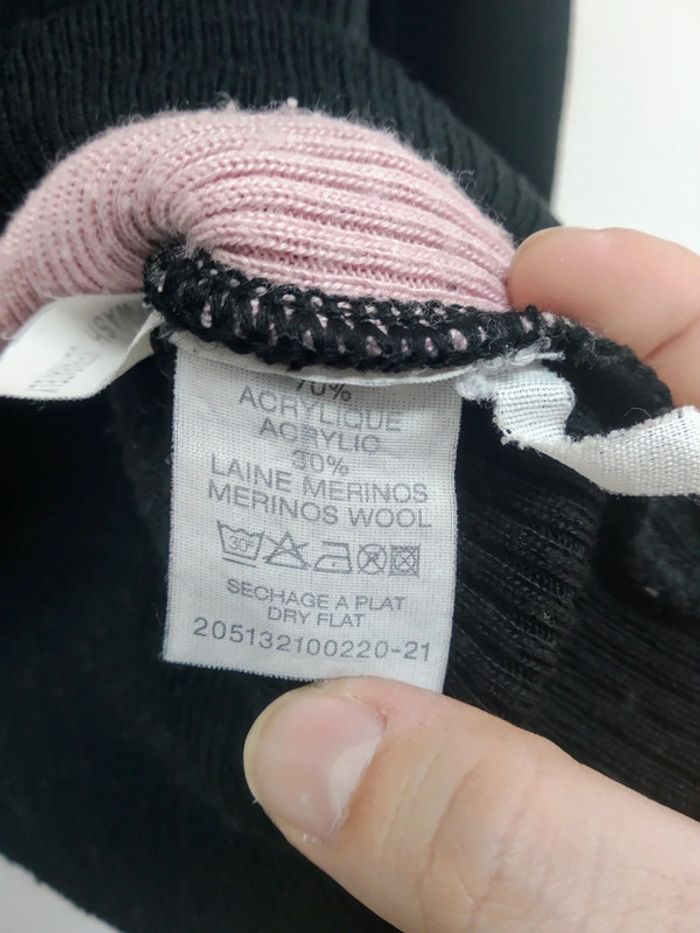 70%
ACRYLIQUE
ACRYLIC
30%
LAINE MERINOS
MERINOS WOOL
30°
SECHAGE A PLAT
DRY FLAT
205132100220-21